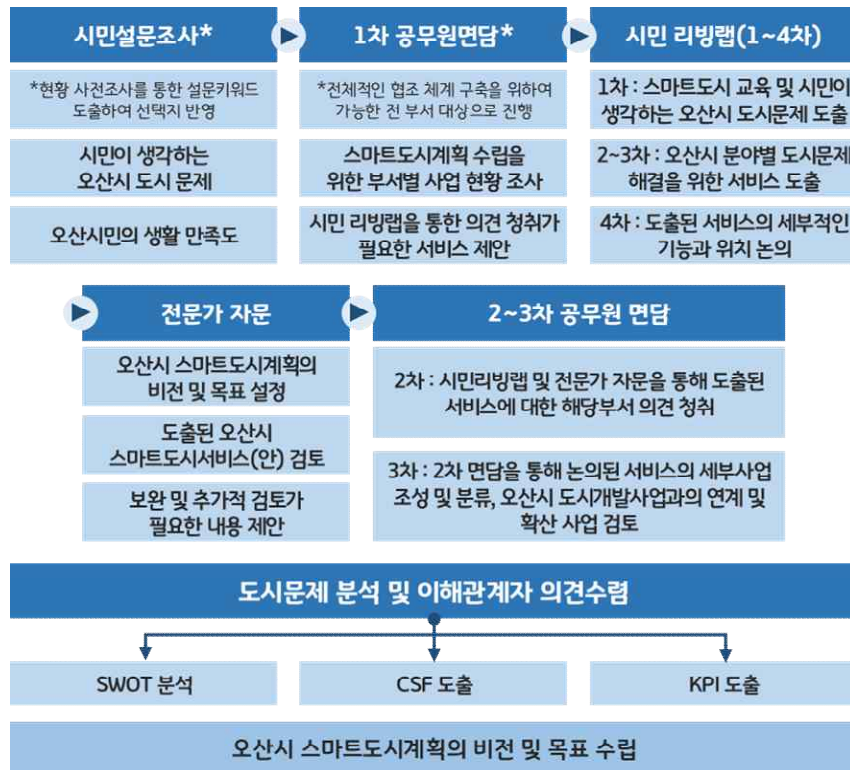 시민설문조사*
*현황 사전조사를 통한 설문키워드
도출하여 선택지 반영
시민이 생각하는
오산시 도시 문제
오산시민의 생활 만족도
1차 공무원면담*
*전체적인 협조 체계 구축을 위하여
가능한 전 부서 대상으로 진행
스마트도시계획 수립을
위한 부서별 사업 현황 조사
시민 리빙랩을 통한 의견 청취가
필요한 서비스 제안
시민 리빙랩(1~4차)
1차 : 스마트도시 교육 및 시민이
생각하는 오산시 도시문제 도출
2~3차 : 오산시 분야별 도시문제
해결을 위한 서비스 도출
4차 : 도출된 서비스의 세부적인
기능과 위치 논의
전문가 자문
오산시 스마트도시계획의
비전 및 목표 설정
도출된 오산시
스마트도시서비스(안) 검토
보완 및 추가적 검토가
필요한 내용 제안
2~3차 공무원 면담
2차 : 시민리빙랩 및 전문가 자문을 통해 도출된
서비스에 대한 해당부서 의견 청취
3차 : 2차 면담을 통해 논의된 서비스의 세부사업
조성 및 분류, 오산시 도시개발사업과의 연계 및
확산 사업 검토
도시문제 분석 및 이해관계자 의견수렴
SWOT 분석
CSF 도출
KPI 도출
오산시 스마트도시계획의 비전 및 목표 수립